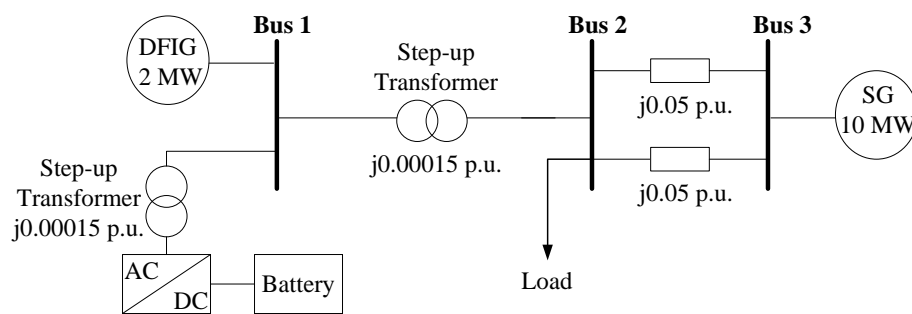 Bus 1
DFIG
2 MW
Step-up
Transformer
j0.00015 p.u.
Bus 2
Bus 3
j0.05 p.u.
j0.05 p.u.
SG
10 MW
Step-up
Transformer
j0.00015 p.u.
AC
DC
Battery
Load